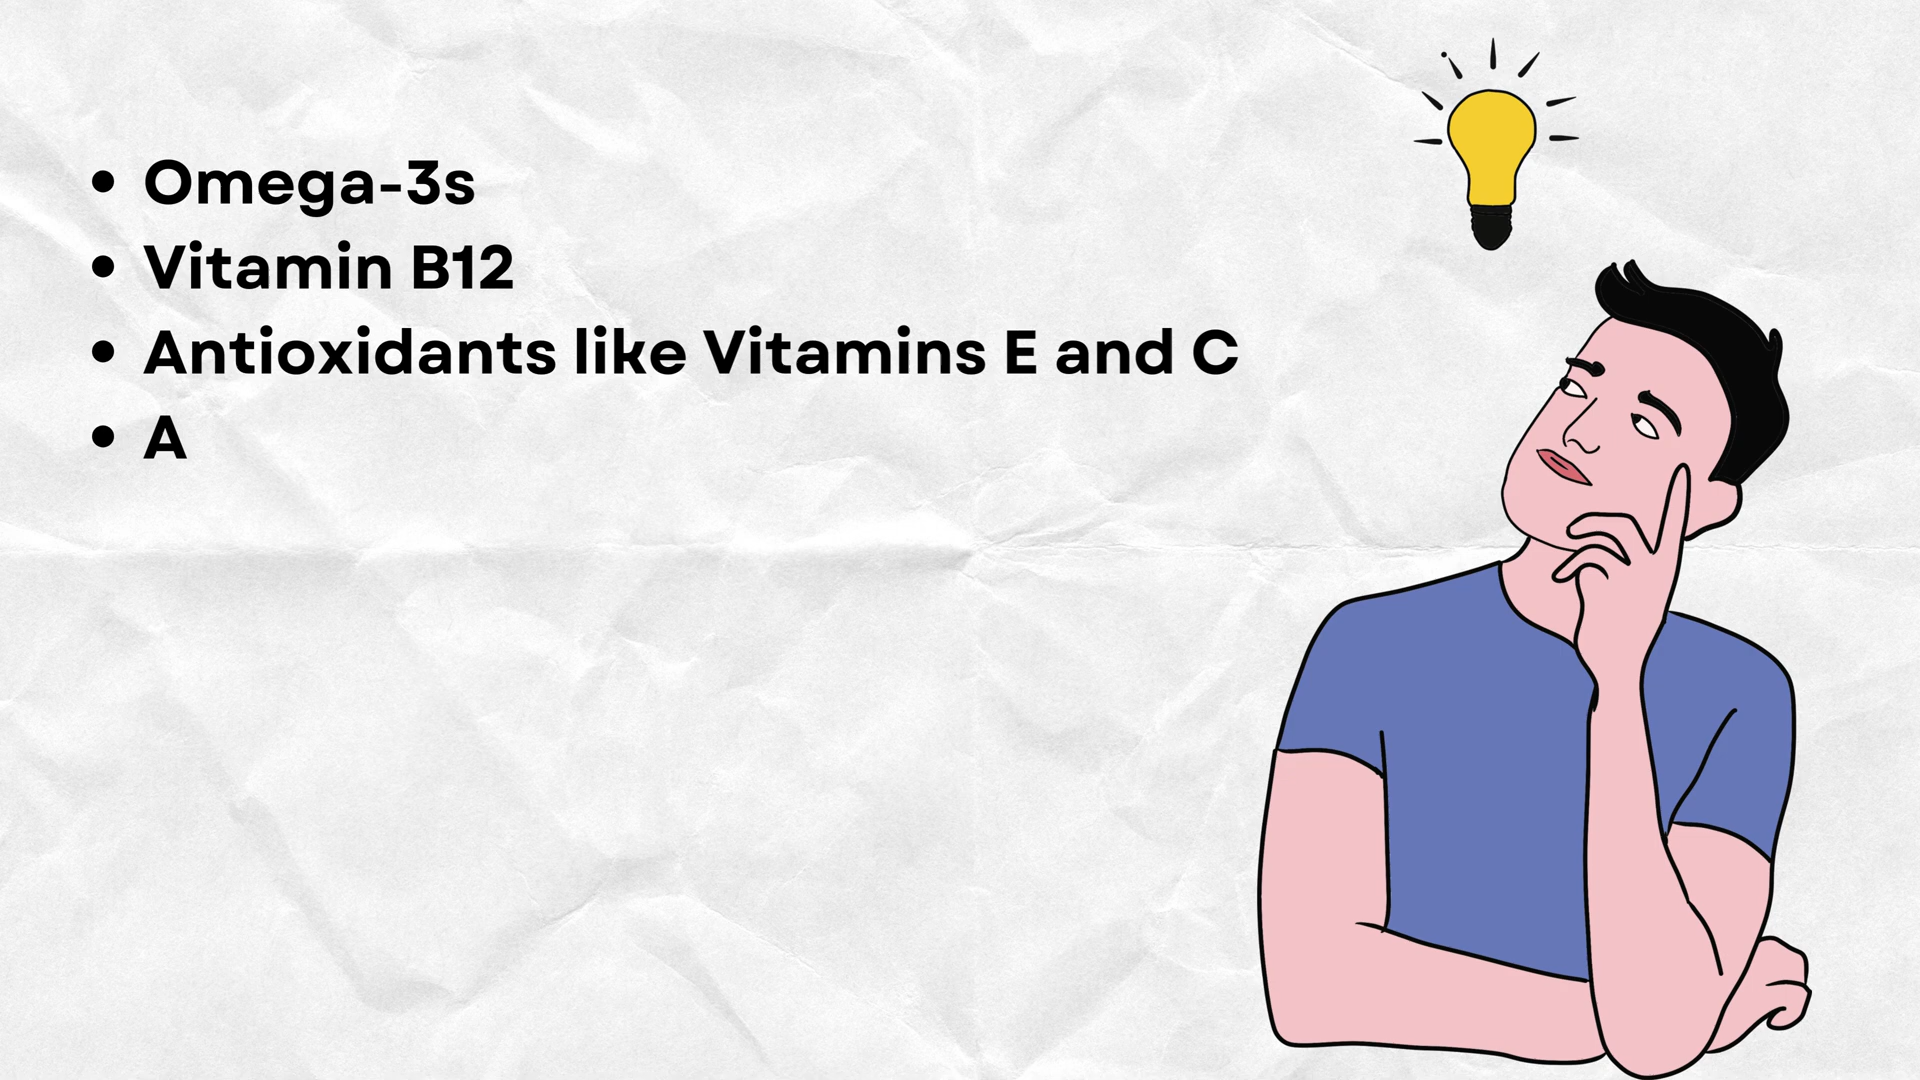 • Omega-3s
• Vitamin B12
• Antioxidants like Vitamins E and C
• A